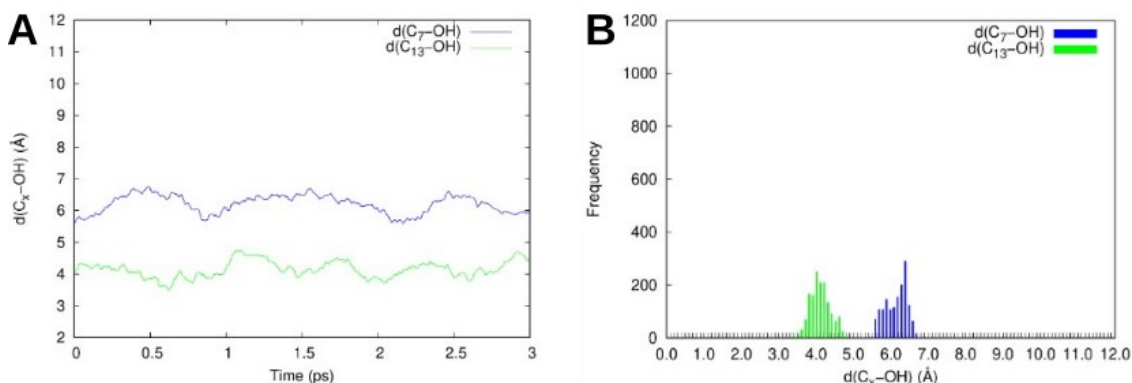 A
12
11
10
9
8
7
6
5
4
3
2
d(Cₓ−OH) (Å)
d(C₇−OH)
d(C₁₃−OH)
0 0.5 1 1.5 2 2.5 3
Time (ps)
B
1200
1000
800
600
400
200
0
Frequency
d(C₇−OH)
d(C₁₃−OH)
0.0 1.0 2.0 3.0 4.0 5.0 6.0 7.0 8.0 9.0 10.0 11.0 12.0
d(Cₓ−OH) (Å)